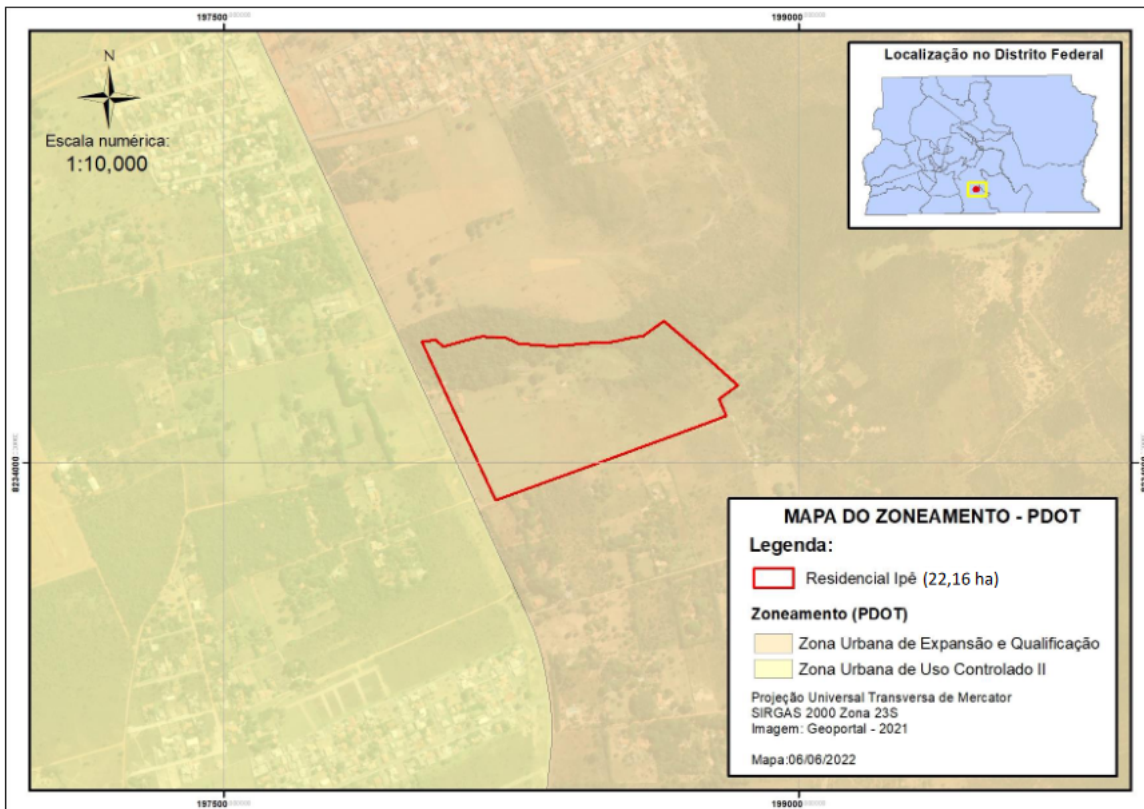 197500
199000
N
Escala numérica:
1:10,000
Localização no Distrito Federal
8234000
MAPA DO ZONEAMENTO - PDOT
Legenda:
Residencial Ipê (22,16 ha)
Zoneamento (PDOT)
Zona Urbana de Expansão e Qualificação
Zona Urbana de Uso Controlado II
Projeção Universal Transversa de Mercator
SIRGAS 2000 Zona 23S
Imagem: Geoportal - 2021
Mapa:06/06/2022
197500
199000